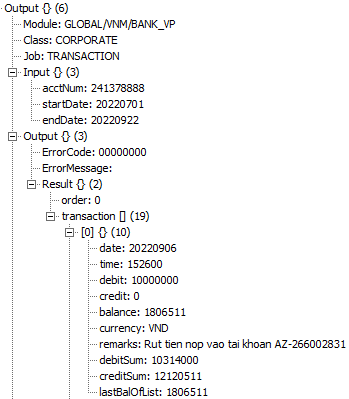 Output {} (6)
Module: GLOBAL/VNM/BANK_VP
Class: CORPORATE
Job: TRANSACTION
Input {} (3)
acctNum: 241378888
startDate: 20220701
endDate: 20220922
Output {} (3)
ErrorCode: 00000000
ErrorMessage:
Result {} (2)
order: 0
transaction [] (19)
[0] {} (10)
date: 20220906
time: 152600
debit: 10000000
credit: 0
balance: 1806511
currency: VND
remarks: Rut tien nop vao tai khoan AZ-266002831
debitSum: 10314000
creditSum: 12120511
lastBalOfList: 1806511